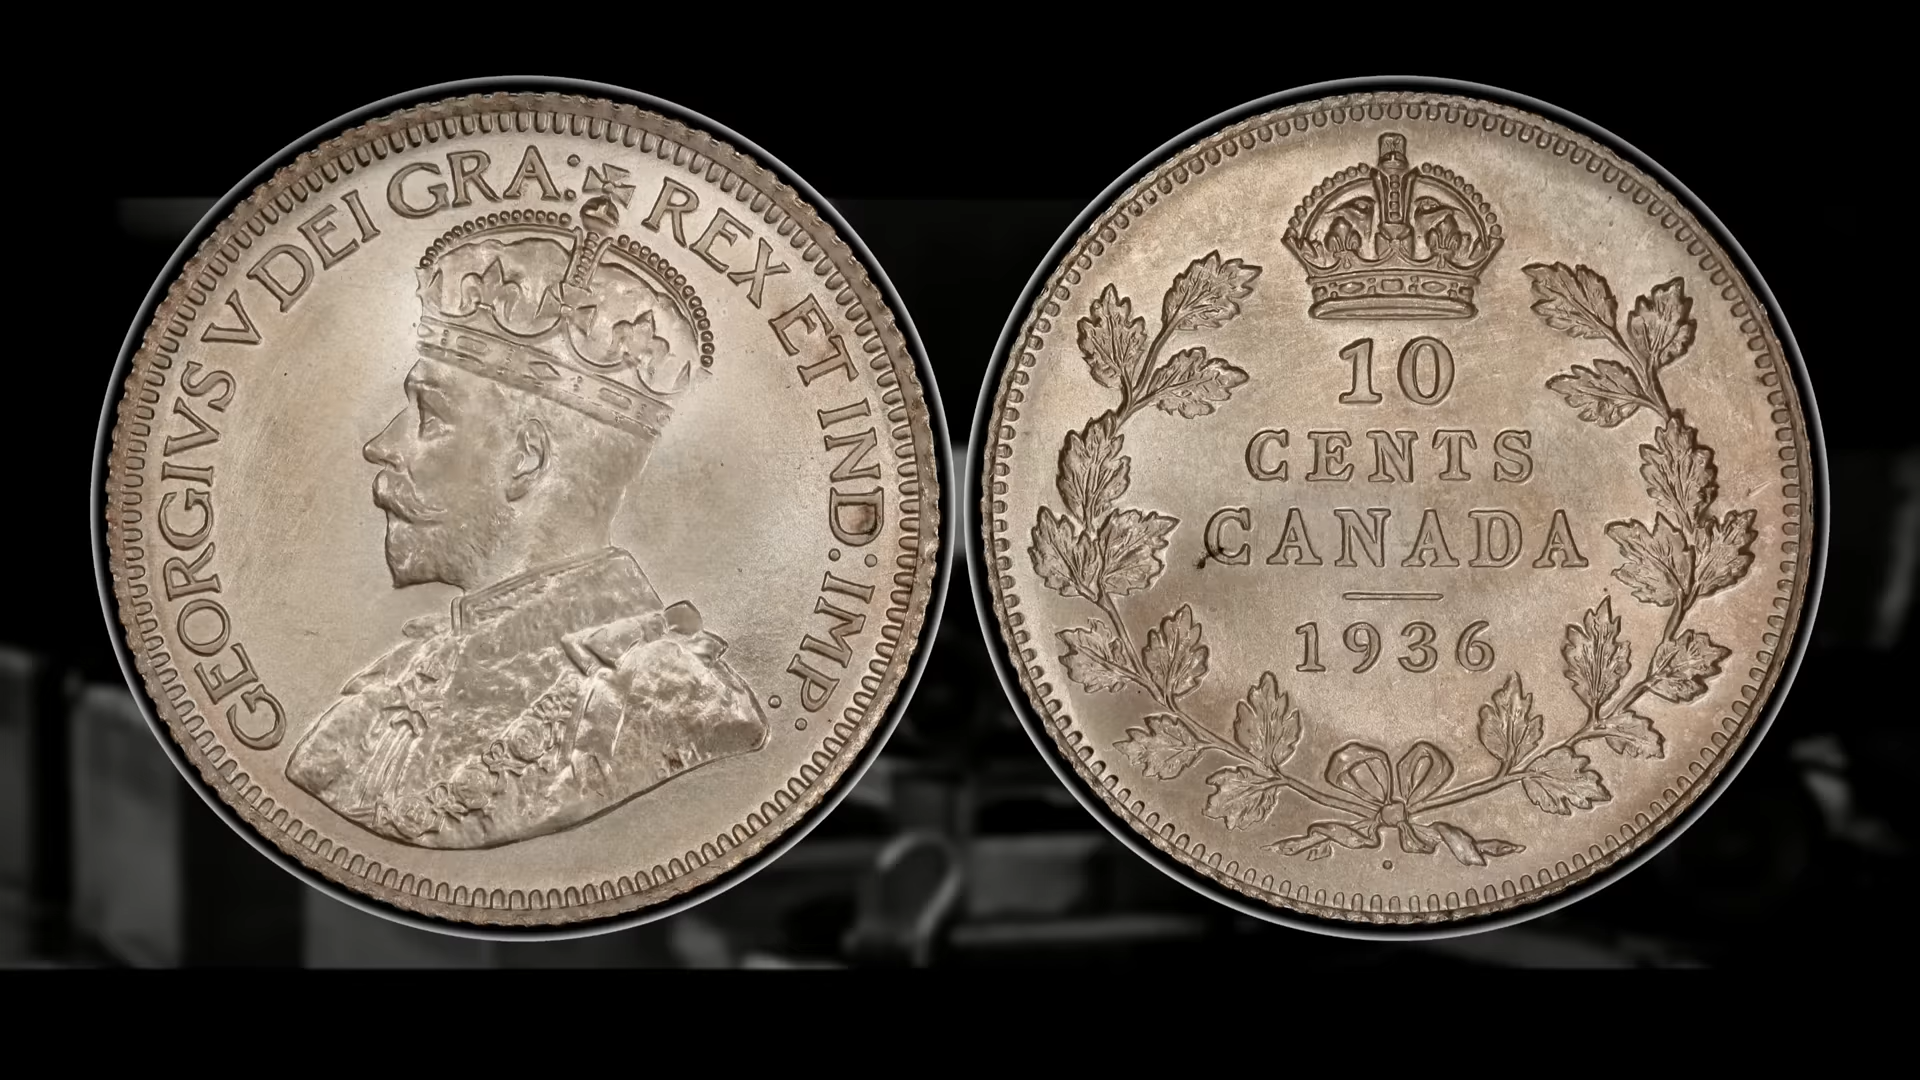 GEORGIVS V DEI GRA: REX ET IND: IMP:
10
CENTS
CANADA
1936